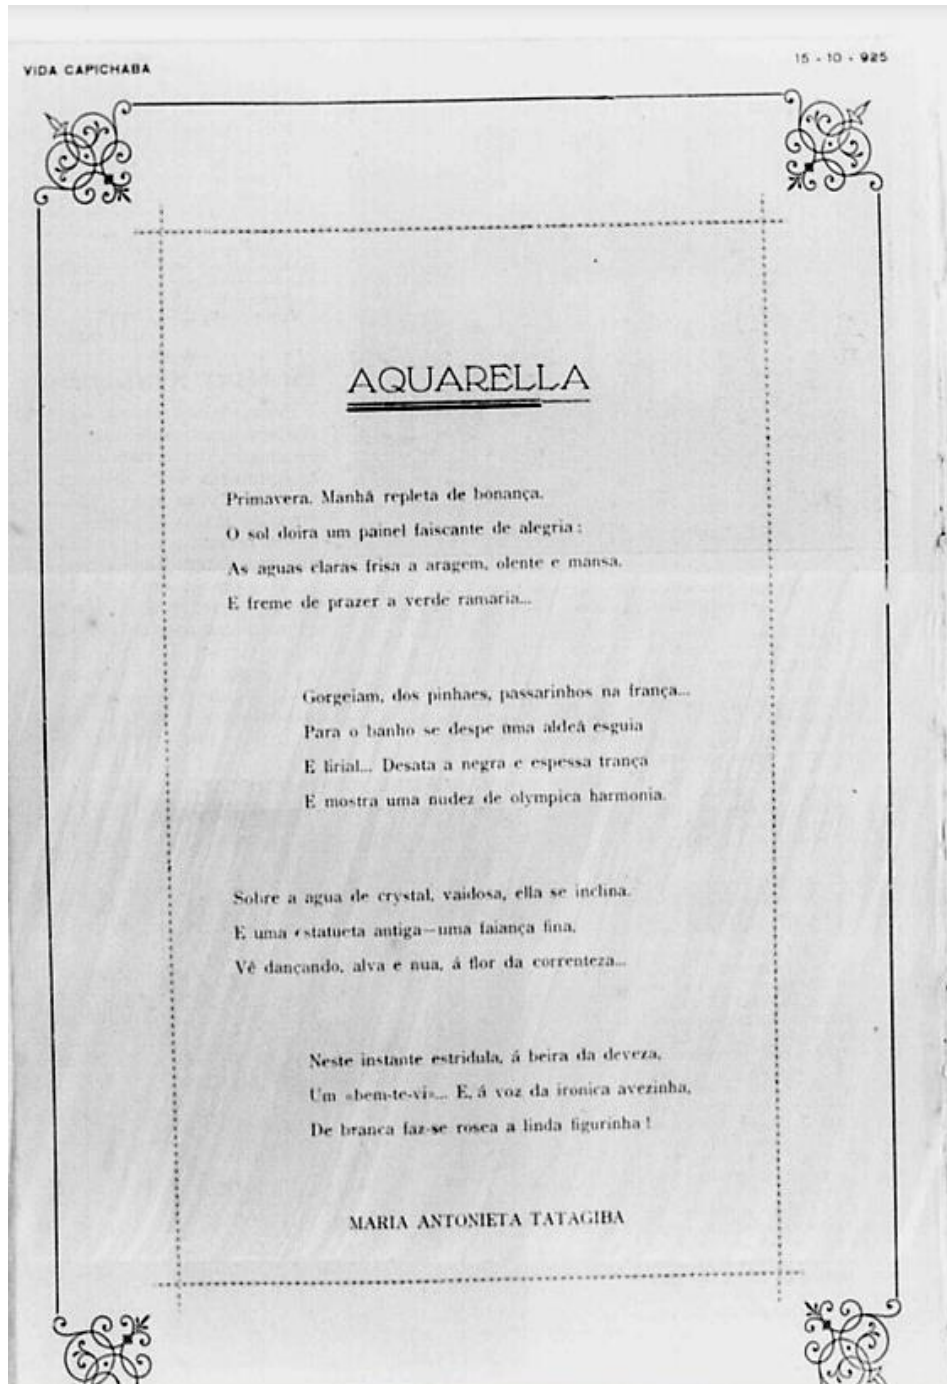 VIDA CAPICHABA
15 - 10 - 925
AQUARELLA
Primavera. Manhã repleta de bonança.
O sol doira um painel faiscante de alegria:
As aguas claras frisa a aragem, olente e mansa,
E freme de prazer a verde ramaria...
Gorgeiam, dos pinhaes, passarinhos na frança...
Para o banho se despe uma aldeã esguia
E lirial... Desata a negra e espessa trança
E mostra uma nudez de olympica harmonia.
Sobre a agua de crystal, vaidosa, ella se inclina.
E uma estatueta antiga—uma faiança fina,
Vê dançando, alva e nua, á flor da correnteza...
Neste instante estridula, á beira da deveza,
Um «bem-te-vi»... E, á voz da ironica avezinha,
De branca faz-se rosea a linda figurinha!
MARIA ANTONIETA TATAGIBA